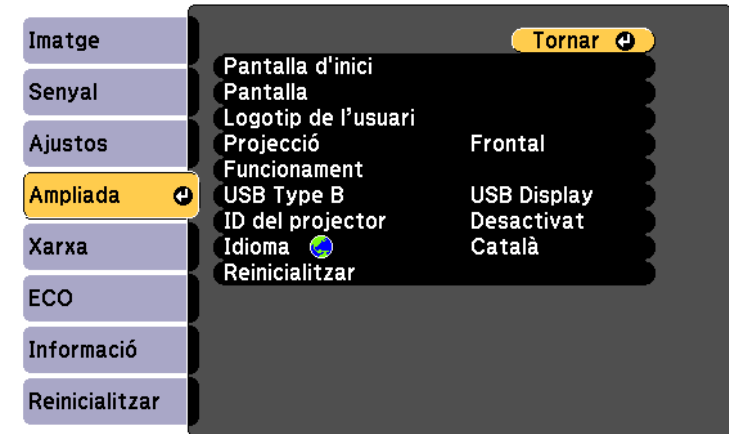 Imatge
Senyal
Ajustos
Ampliada
Xarxa
ECO
Informació
Reinicialitzar
Tornar
Pantalla d'inici
Pantalla
Logotip de l’usuari
Projecció Frontal
Funcionament
USB Type B USB Display
ID del projector Desactivat
Idioma Català
Reinicialitzar